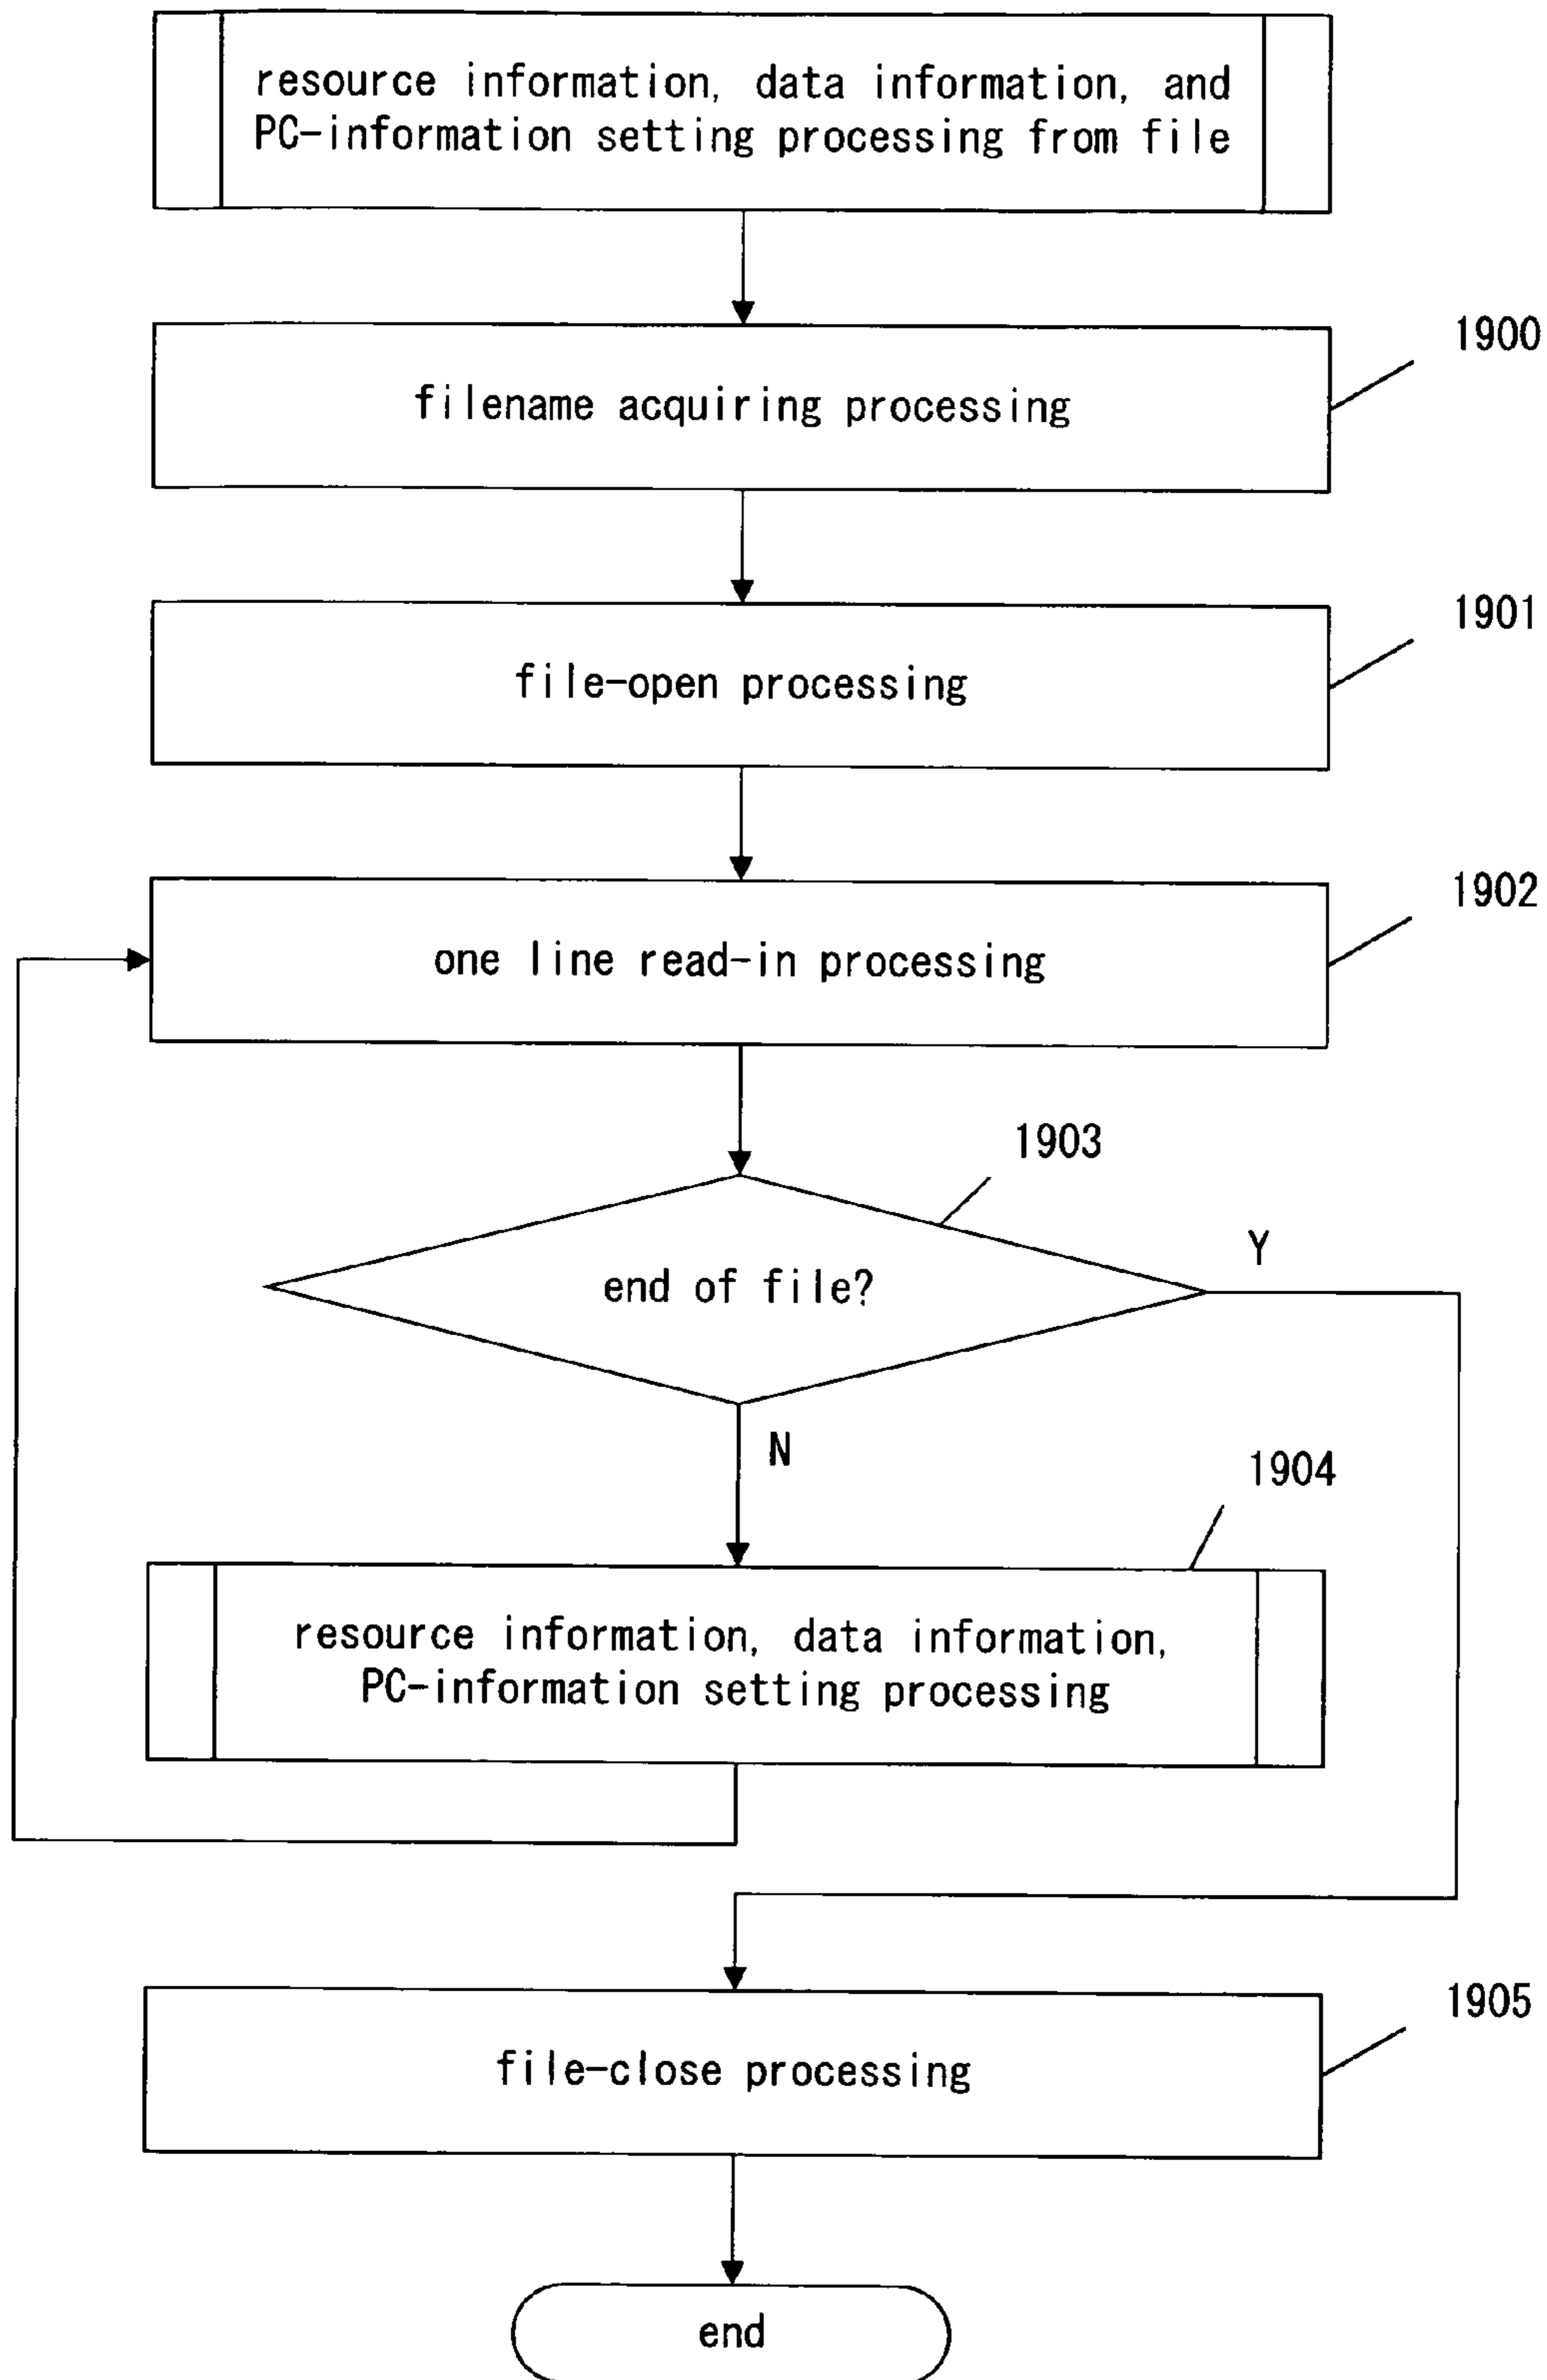 resource information, data information, and
PC-information setting processing from file
1900
filename acquiring processing
1901
file-open processing
1902
one line read-in processing
1903
Y
end of file?
N
1904
resource information, data information,
PC-information setting processing
1905
file-close processing
end